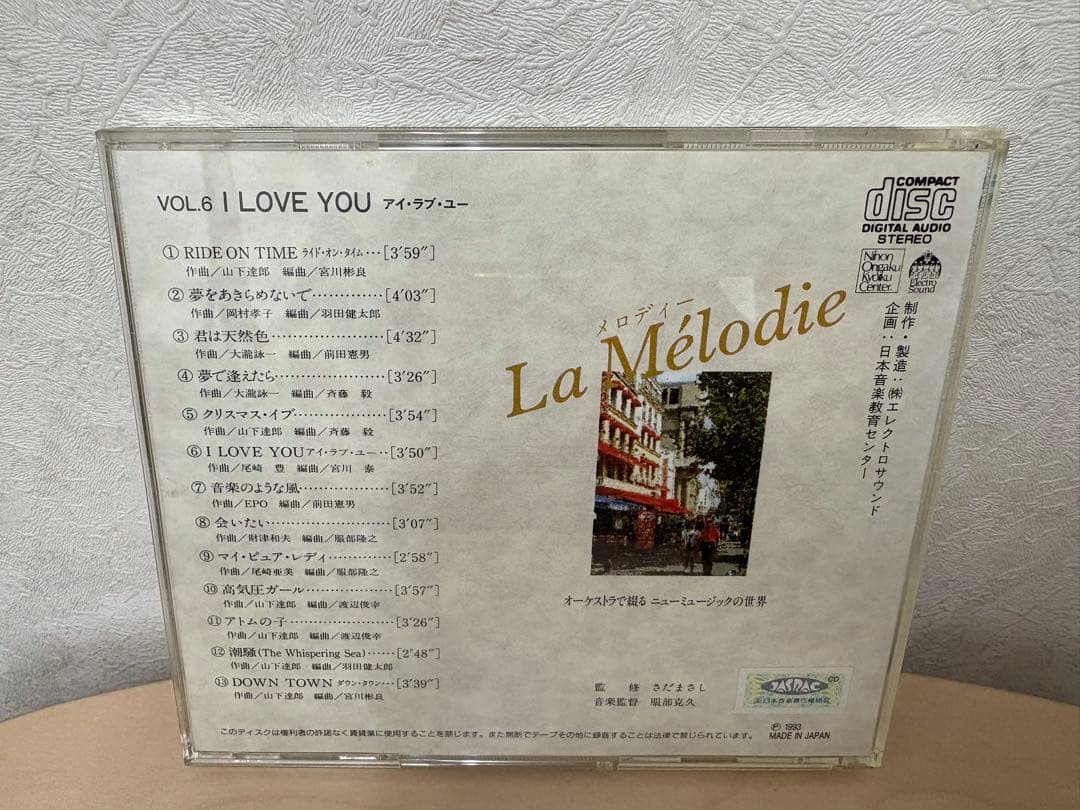 VOL.6 I LOVE YOU アイ・ラブ・ユー
① RIDE ON TIME ライド・オン・タイム…[3′59″]
作曲／山下達郎 編曲／宮川彬良
② 夢をあきらめないで…………[4′03″]
作曲／岡村孝子 編曲／羽田健太郎
③ 君は天然色………………[4′32″]
作曲／大瀧詠一 編曲／前田憲男
④ 夢で逢えたら………………[3′26″]
作曲／大瀧詠一 編曲／斉藤 毅
⑤ クリスマス・イブ……………[3′54″]
作曲／山下達郎 編曲／斉藤 毅
⑥ I LOVE YOU アイ・ラブ・ユー…[3′50″]
作曲／尾崎 豊 編曲／宮川 泰
⑦ 音楽のような風……………[3′52″]
作曲／EPO 編曲／前田憲男
⑧ 会いたい…………………[3′07″]
作曲／財津和夫 編曲／服部隆之
⑨ マイ・ピュア・レディ…………[2′58″]
作曲／尾崎亜美 編曲／服部隆之
⑩ 高気圧ガール………………[3′57″]
作曲／山下達郎 編曲／渡辺俊幸
⑪ アトムの子…………………[3′26″]
作曲／山下達郎 編曲／渡辺俊幸
⑫ 潮騒(The Whispering Sea)……[2′48″]
作曲／山下達郎 編曲／羽田健太郎
⑬ DOWN TOWN ダウン・タウン…[3′39″]
作曲／山下達郎 編曲／宮川彬良
COMPACT
disc
DIGITAL AUDIO
STEREO
Nihon
Ongaku
Kyoiku
Center.
Electro
Sound
制作・製造：㈱エレクトロサウンド
企画：日本音楽教育センター
メロディー
La Mélodie
オーケストラで綴る ニューミュージックの世界
監修 さだまさし
音楽監督 服部克久
JASRAC
CD
Ⓟ 1993
MADE IN JAPAN
このディスクは権利者の許諾なく賃貸業に使用することを禁じます。また無断でテープその他に録音することは法律で禁じられています。